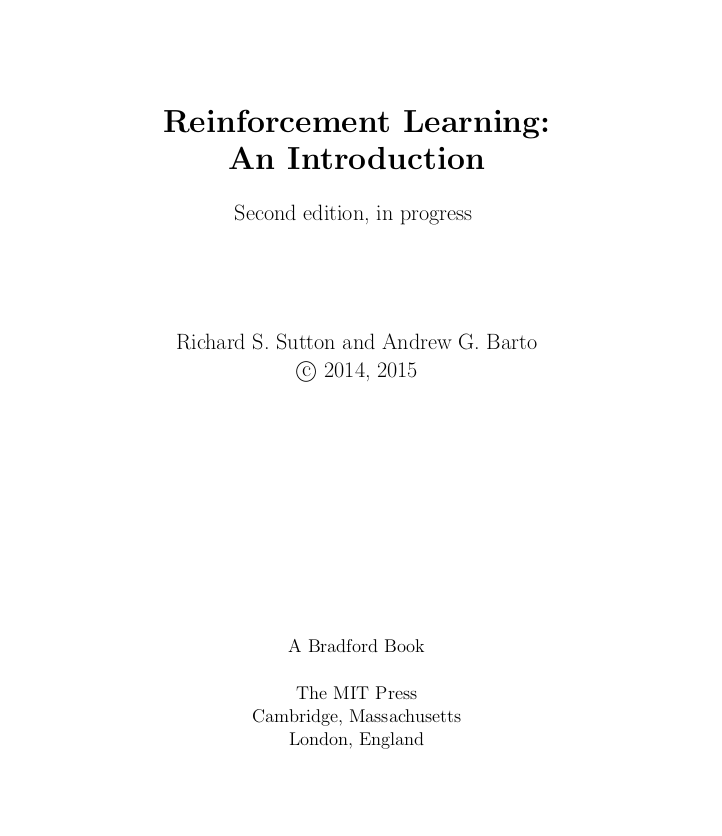 Reinforcement Learning:
An Introduction
Second edition, in progress
Richard S. Sutton and Andrew G. Barto
© 2014, 2015
A Bradford Book
The MIT Press
Cambridge, Massachusetts
London, England